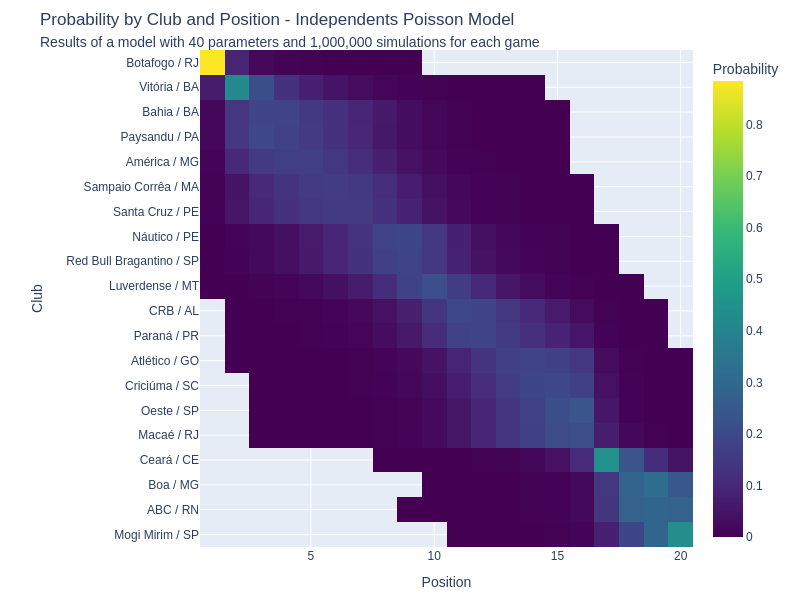 Probability by Club and Position - Independents Poisson Model
Results of a model with 40 parameters and 1,000,000 simulations for each game
Probability
Botafogo / RJ
Vitória / BA
Bahia / BA
Paysandu / PA
América / MG
Sampaio Corrêa / MA
Santa Cruz / PE
Náutico / PE
Red Bull Bragantino / SP
Luverdense / MT
CRB / AL
Paraná / PR
Atlético / GO
Criciúma / SC
Oeste / SP
Macaé / RJ
Ceará / CE
Boa / MG
ABC / RN
Mogi Mirim / SP
Club
5
10
15
20
Position
0.8
0.7
0.6
0.5
0.4
0.3
0.2
0.1
0